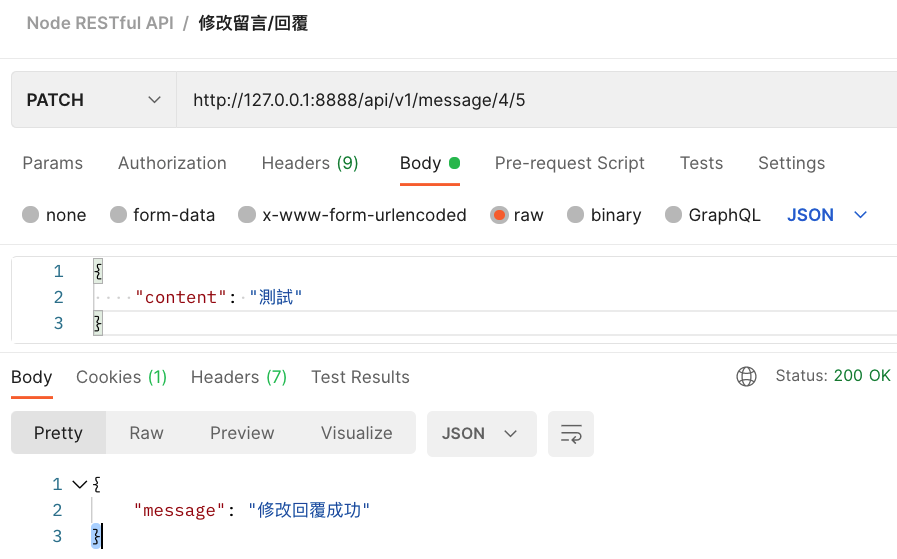 Node RESTful API / 修改留言/回覆
PATCH http://127.0.0.1:8888/api/v1/message/4/5
Params Authorization Headers (9) Body Pre-request Script Tests Settings
none form-data x-www-form-urlencoded raw binary GraphQL JSON
1 {
2 "content": "測試"
3 }
Body Cookies (1) Headers (7) Test Results Status: 200 OK
Pretty Raw Preview Visualize JSON
1 {
2 "message": "修改回覆成功"
3 }